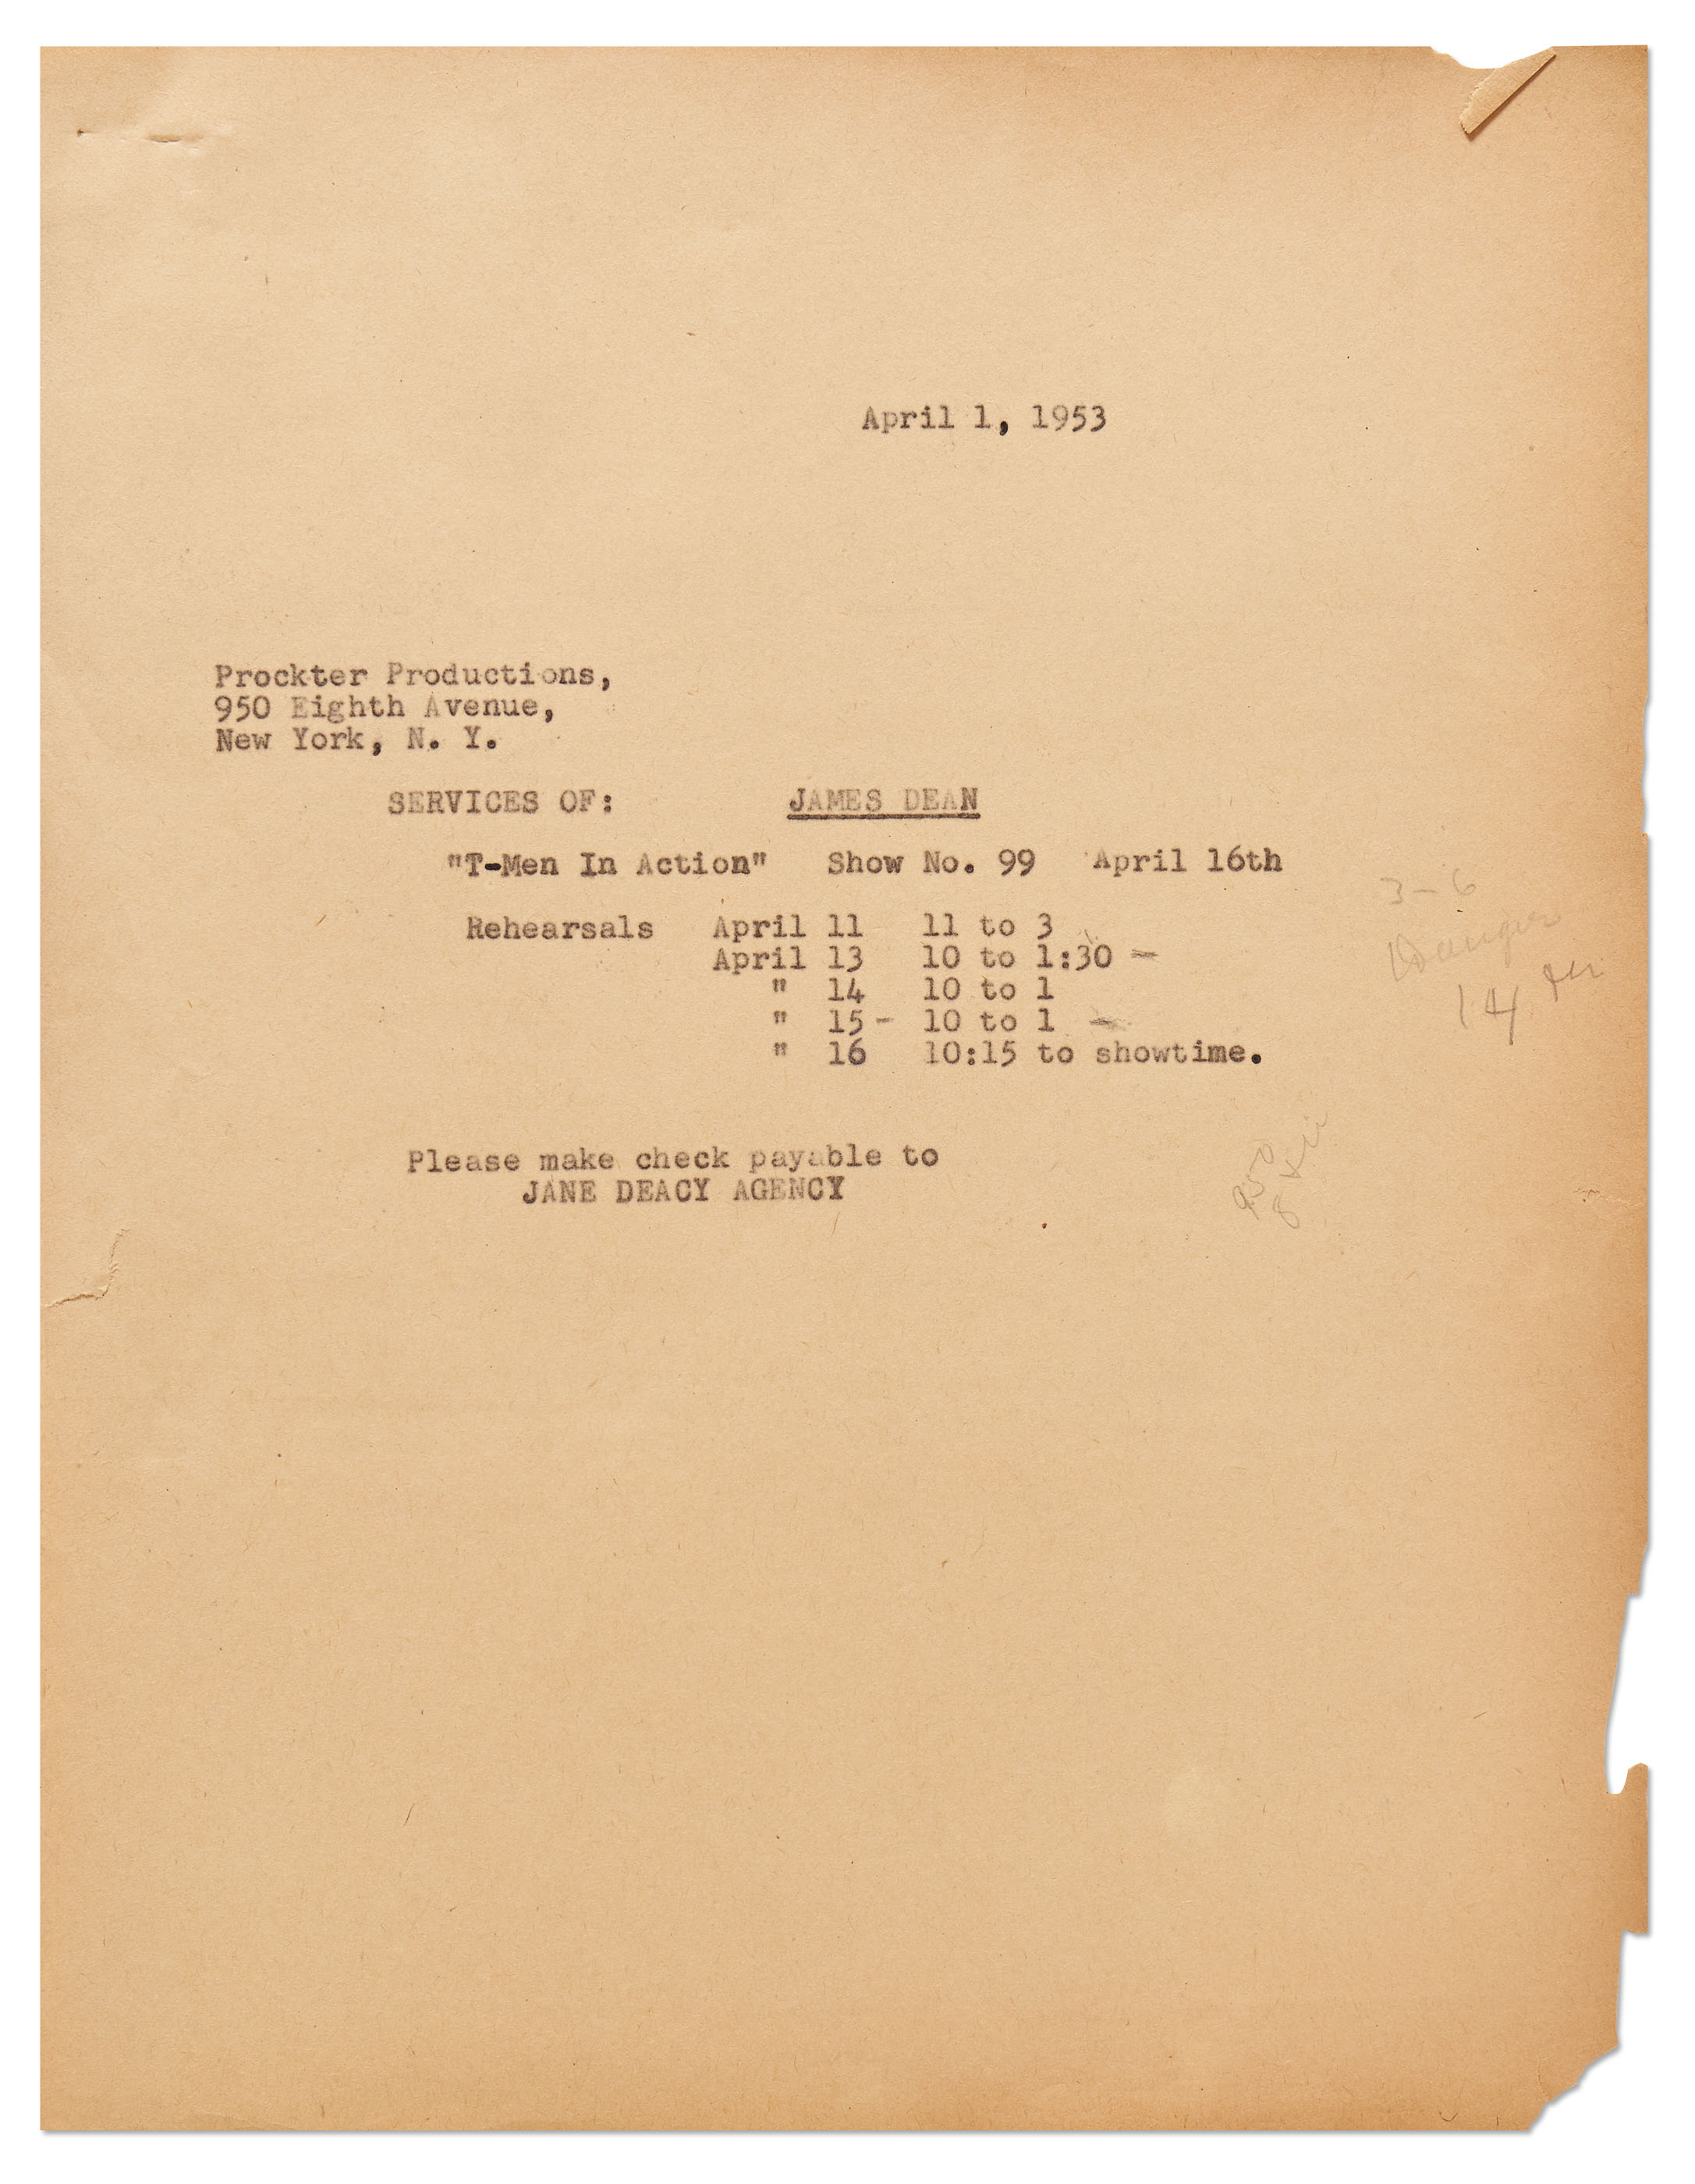 April 1, 1953
Prockter Productions,
950 Eighth Avenue,
New York, N. Y.
SERVICES OF: JAMES DEAN
"T-Men In Action" Show No. 99 April 16th
Rehearsals April 11 11 to 3
April 13 10 to 1:30 -
" 14 10 to 1
" 15- 10 to 1 -
" 16 10:15 to showtime.
3-6
Danger
14
950
8
Please make check payable to
JANE DEACY AGENCY